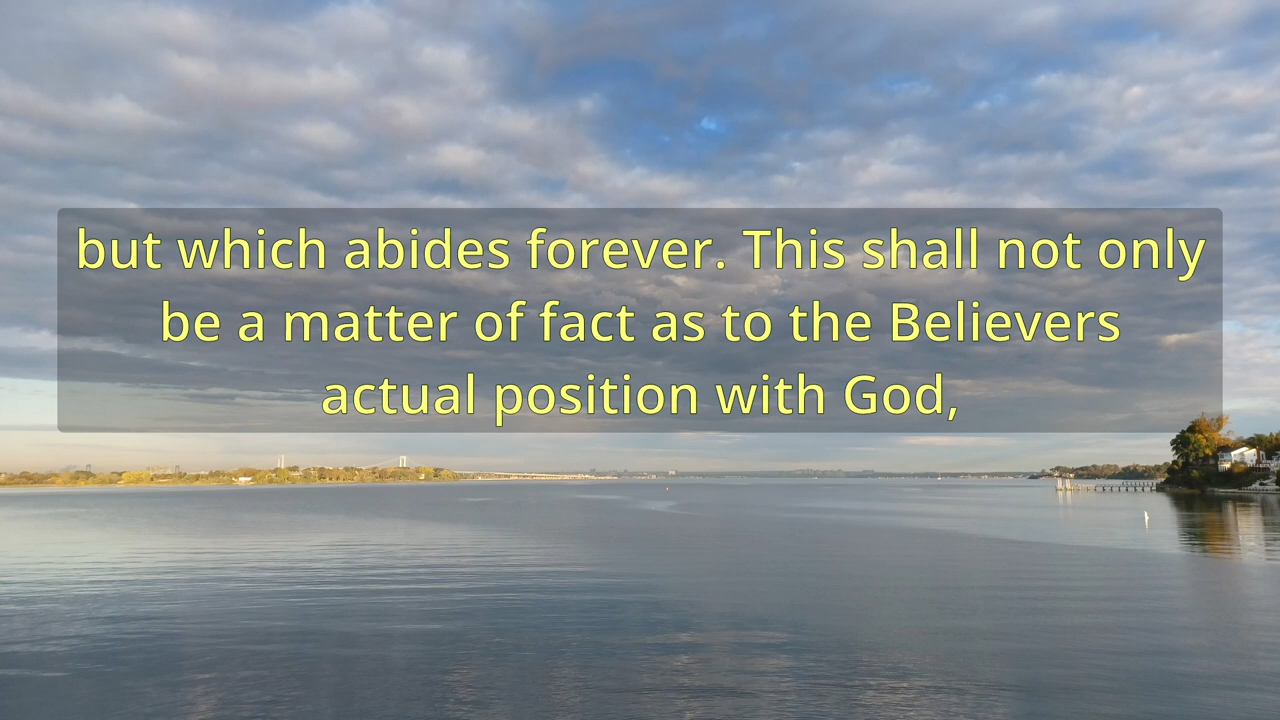 but which abides forever. This shall not only
be a matter of fact as to the Believers
actual position with God,